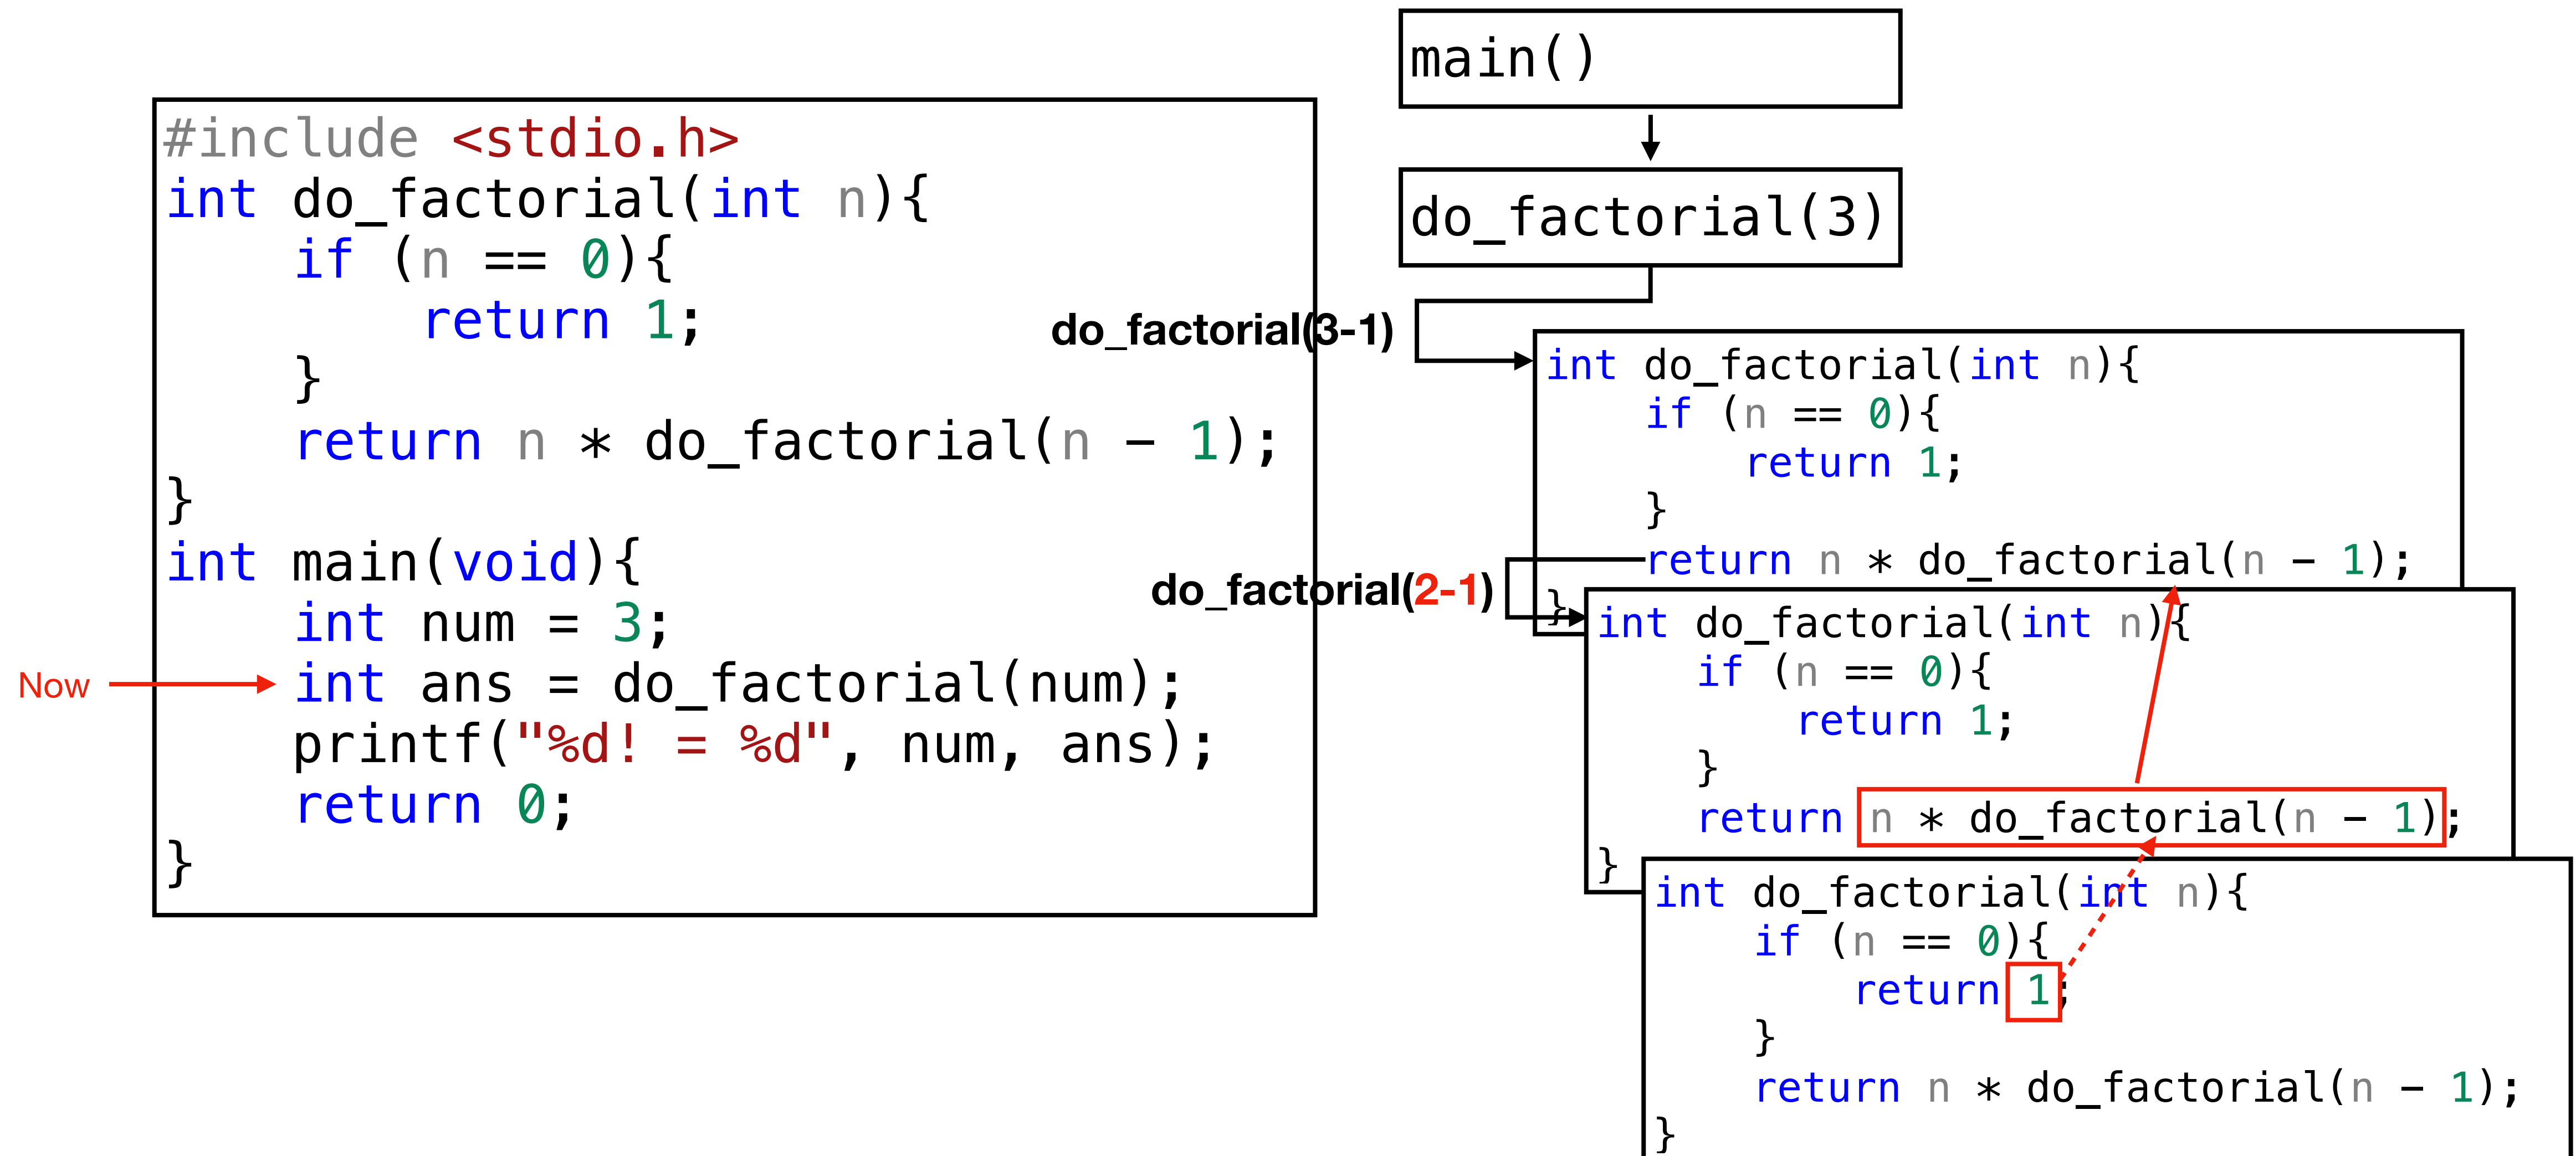 main()
do_factorial(3)
#include <stdio.h>
int do_factorial(int n){
if (n == 0){
return 1;
}
return n * do_factorial(n - 1);
}
int main(void){
int num = 3;
int ans = do_factorial(num);
printf("%d! = %d", num, ans);
return 0;
}
Now
do_factorial(3-1)
int do_factorial(int n){
if (n == 0){
return 1;
}
return n * do_factorial(n - 1);
}
do_factorial(2-1)
int do_factorial(int n){
if (n == 0){
return 1;
}
return n * do_factorial(n - 1);
}
int do_factorial(int n){
if (n == 0){
return 1;
}
return n * do_factorial(n - 1);
}